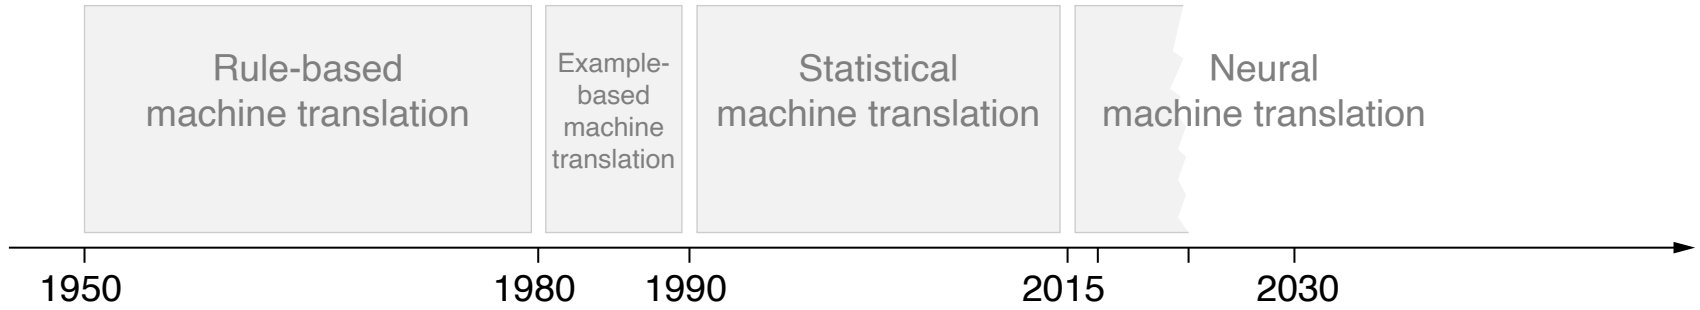 Rule-based
machine translation
Example-
based
machine
translation
Statistical
machine translation
Neural
machine translation
1950
1980
1990
2015
2030